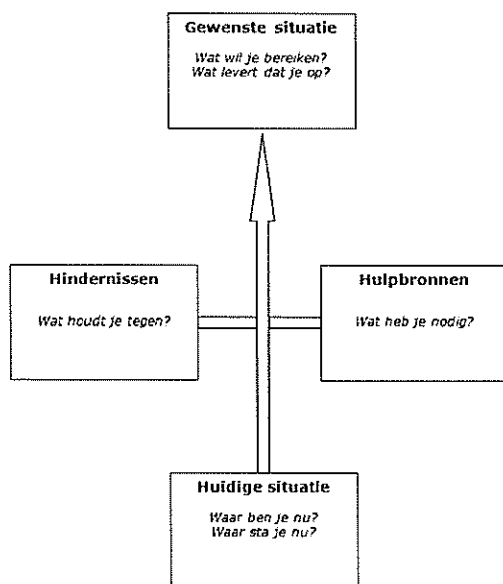 Gewenste situatie
Wat wil je bereiken?
Wat levert dat je op?
Hindernissen
Wat houdt je tegen?
Hulpbronnen
Wat heb je nodig?
Huidige situatie
Waar ben je nu?
Waar sta je nu?